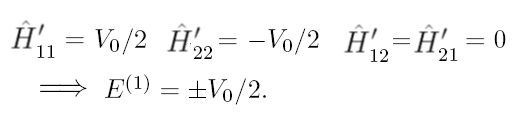 Ĥ′₁₁ = V₀/2 Ĥ′₂₂ = −V₀/2 Ĥ′₁₂ = Ĥ′₂₁ = 0
⟹ E⁽¹⁾ = ±V₀/2.